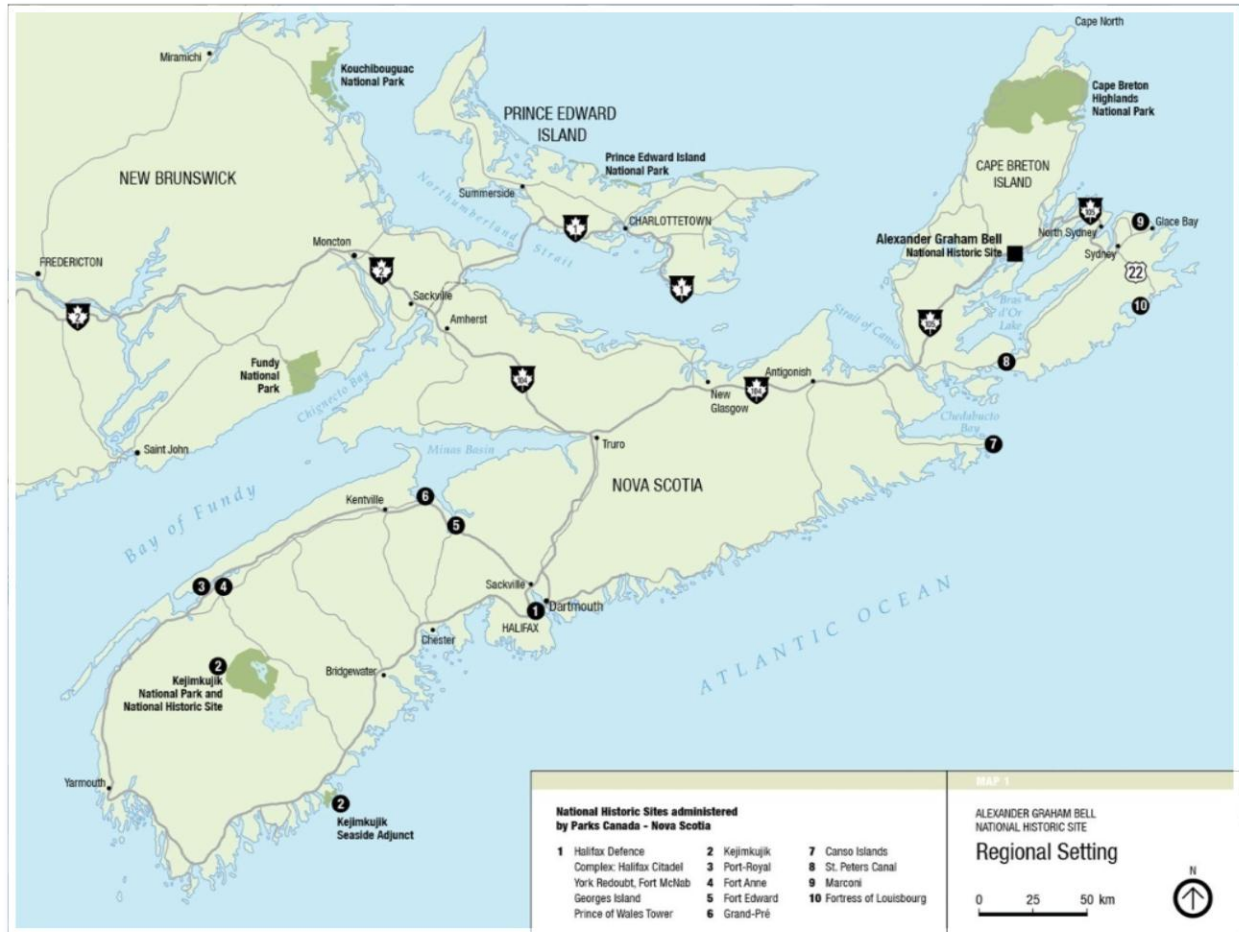 Cape North
Miramichi
Kouchibouguac
National Park
Cape Breton
Highlands
National Park
PRINCE EDWARD
ISLAND
Prince Edward Island
National Park
CAPE BRETON
ISLAND
NEW BRUNSWICK
Northumberland Strait
Summerside
1
CHARLOTTETOWN
105
9
Glace Bay
North Sydney
Sydney
22
Alexander Graham Bell
National Historic Site
Moncton
2
FREDERICTON
2
Sackville
Amherst
1
10
Bras
d'Or
Lake
Strait of Canso
105
Fundy
National
Park
Chignecto Bay
104
8
Antigonish
104
New
Glasgow
Chedabucto
Bay
7
Saint John
Truro
Minas Basin
NOVA SCOTIA
Bay of Fundy
Kentville
6
5
3
4
Sackville
1
Dartmouth
HALIFAX
Chester
ATLANTIC OCEAN
2
Kejimkujik
National Park and
National Historic Site
Bridgewater
Yarmouth
2
Kejimkujik
Seaside Adjunct
National Historic Sites administered
by Parks Canada - Nova Scotia
1 Halifax Defence
Complex: Halifax Citadel
York Redoubt, Fort McNab
Georges Island
Prince of Wales Tower
2 Kejimkujik
3 Port-Royal
4 Fort Anne
5 Fort Edward
6 Grand-Pré
7 Canso Islands
8 St. Peters Canal
9 Marconi
10 Fortress of Louisbourg
MAP 1
ALEXANDER GRAHAM BELL
NATIONAL HISTORIC SITE
Regional Setting
0 25 50 km
N